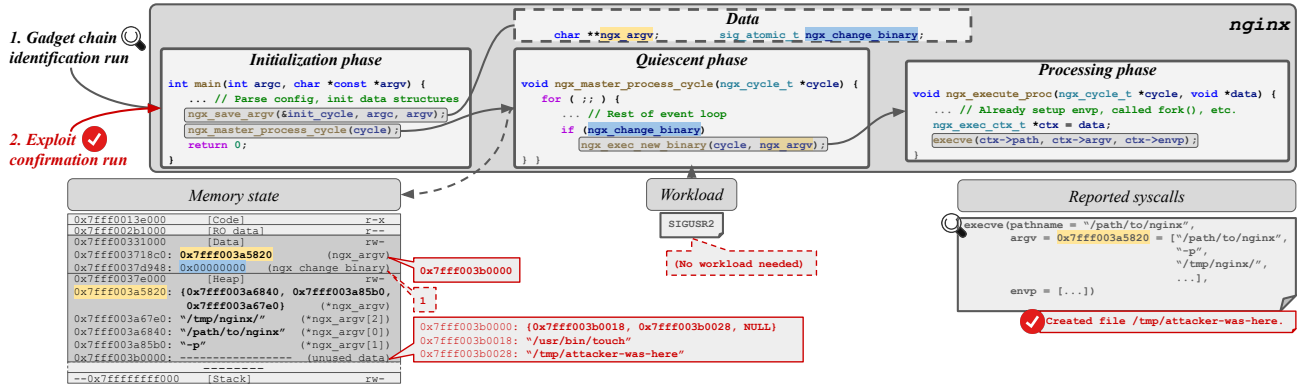 1. Gadget chain
identification run
2. Exploit
confirmation run
nginx
Data
char **ngx_argv; sig_atomic_t ngx_change_binary;
Initialization phase
int main(int argc, char *const *argv) {
... // Parse config, init data structures
ngx_save_argv(&init_cycle, argc, argv);
ngx_master_process_cycle(cycle);
return 0;
}
Quiescent phase
void ngx_master_process_cycle(ngx_cycle_t *cycle) {
for ( ;; ) {
... // Rest of event loop
if (ngx_change_binary)
ngx_exec_new_binary(cycle, ngx_argv);
} }
Processing phase
void ngx_execute_proc(ngx_cycle_t *cycle, void *data) {
... // Already setup envp, called fork(), etc.
ngx_exec_ctx_t *ctx = data;
execve(ctx->path, ctx->argv, ctx->envp);
}
Memory state
0x7fff0013e000 [Code] r-x
0x7fff002b1000 [RO data] r--
0x7fff00331000 [Data] rw-
0x7fff003718c0: 0x7fff003a5820 (ngx_argv)
0x7fff0037d948: 0x00000000 (ngx change binary)
0x7fff0037e000 [Heap] rw-
0x7fff003a5820: {0x7fff003a6840, 0x7fff003a85b0,
0x7fff003a67e0} (*ngx_argv)
0x7fff003a67e0: "/tmp/nginx/" (*ngx_argv[2])
0x7fff003a6840: "/path/to/nginx" (*ngx_argv[0])
0x7fff003a85b0: "-p" (*ngx_argv[1])
0x7fff003b0000: ---------------- (unused data)
--------
--0x7ffffffff000 [Stack] rw-
0x7fff003b0000
1
0x7fff003b0000: {0x7fff003b0018, 0x7fff003b0028, NULL}
0x7fff003b0018: "/usr/bin/touch"
0x7fff003b0028: "/tmp/attacker-was-here"
Workload
SIGUSR2
(No workload needed)
Reported syscalls
execve(pathname = "/path/to/nginx",
argv = 0x7fff003a5820 = ["/path/to/nginx",
"-p",
"/tmp/nginx/",
...],
envp = [...])
Created file /tmp/attacker-was-here.